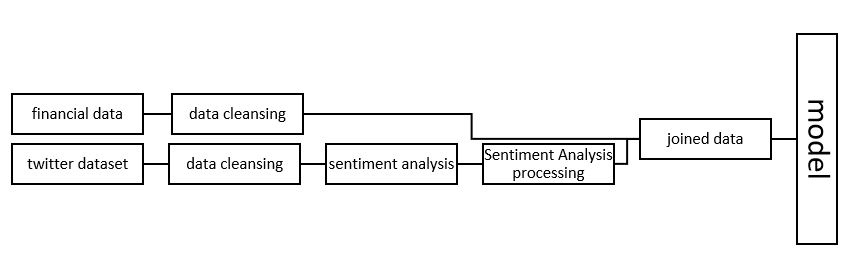 financial data
data cleansing
twitter dataset
data cleansing
sentiment analysis
Sentiment Analysis
processing
joined data
model